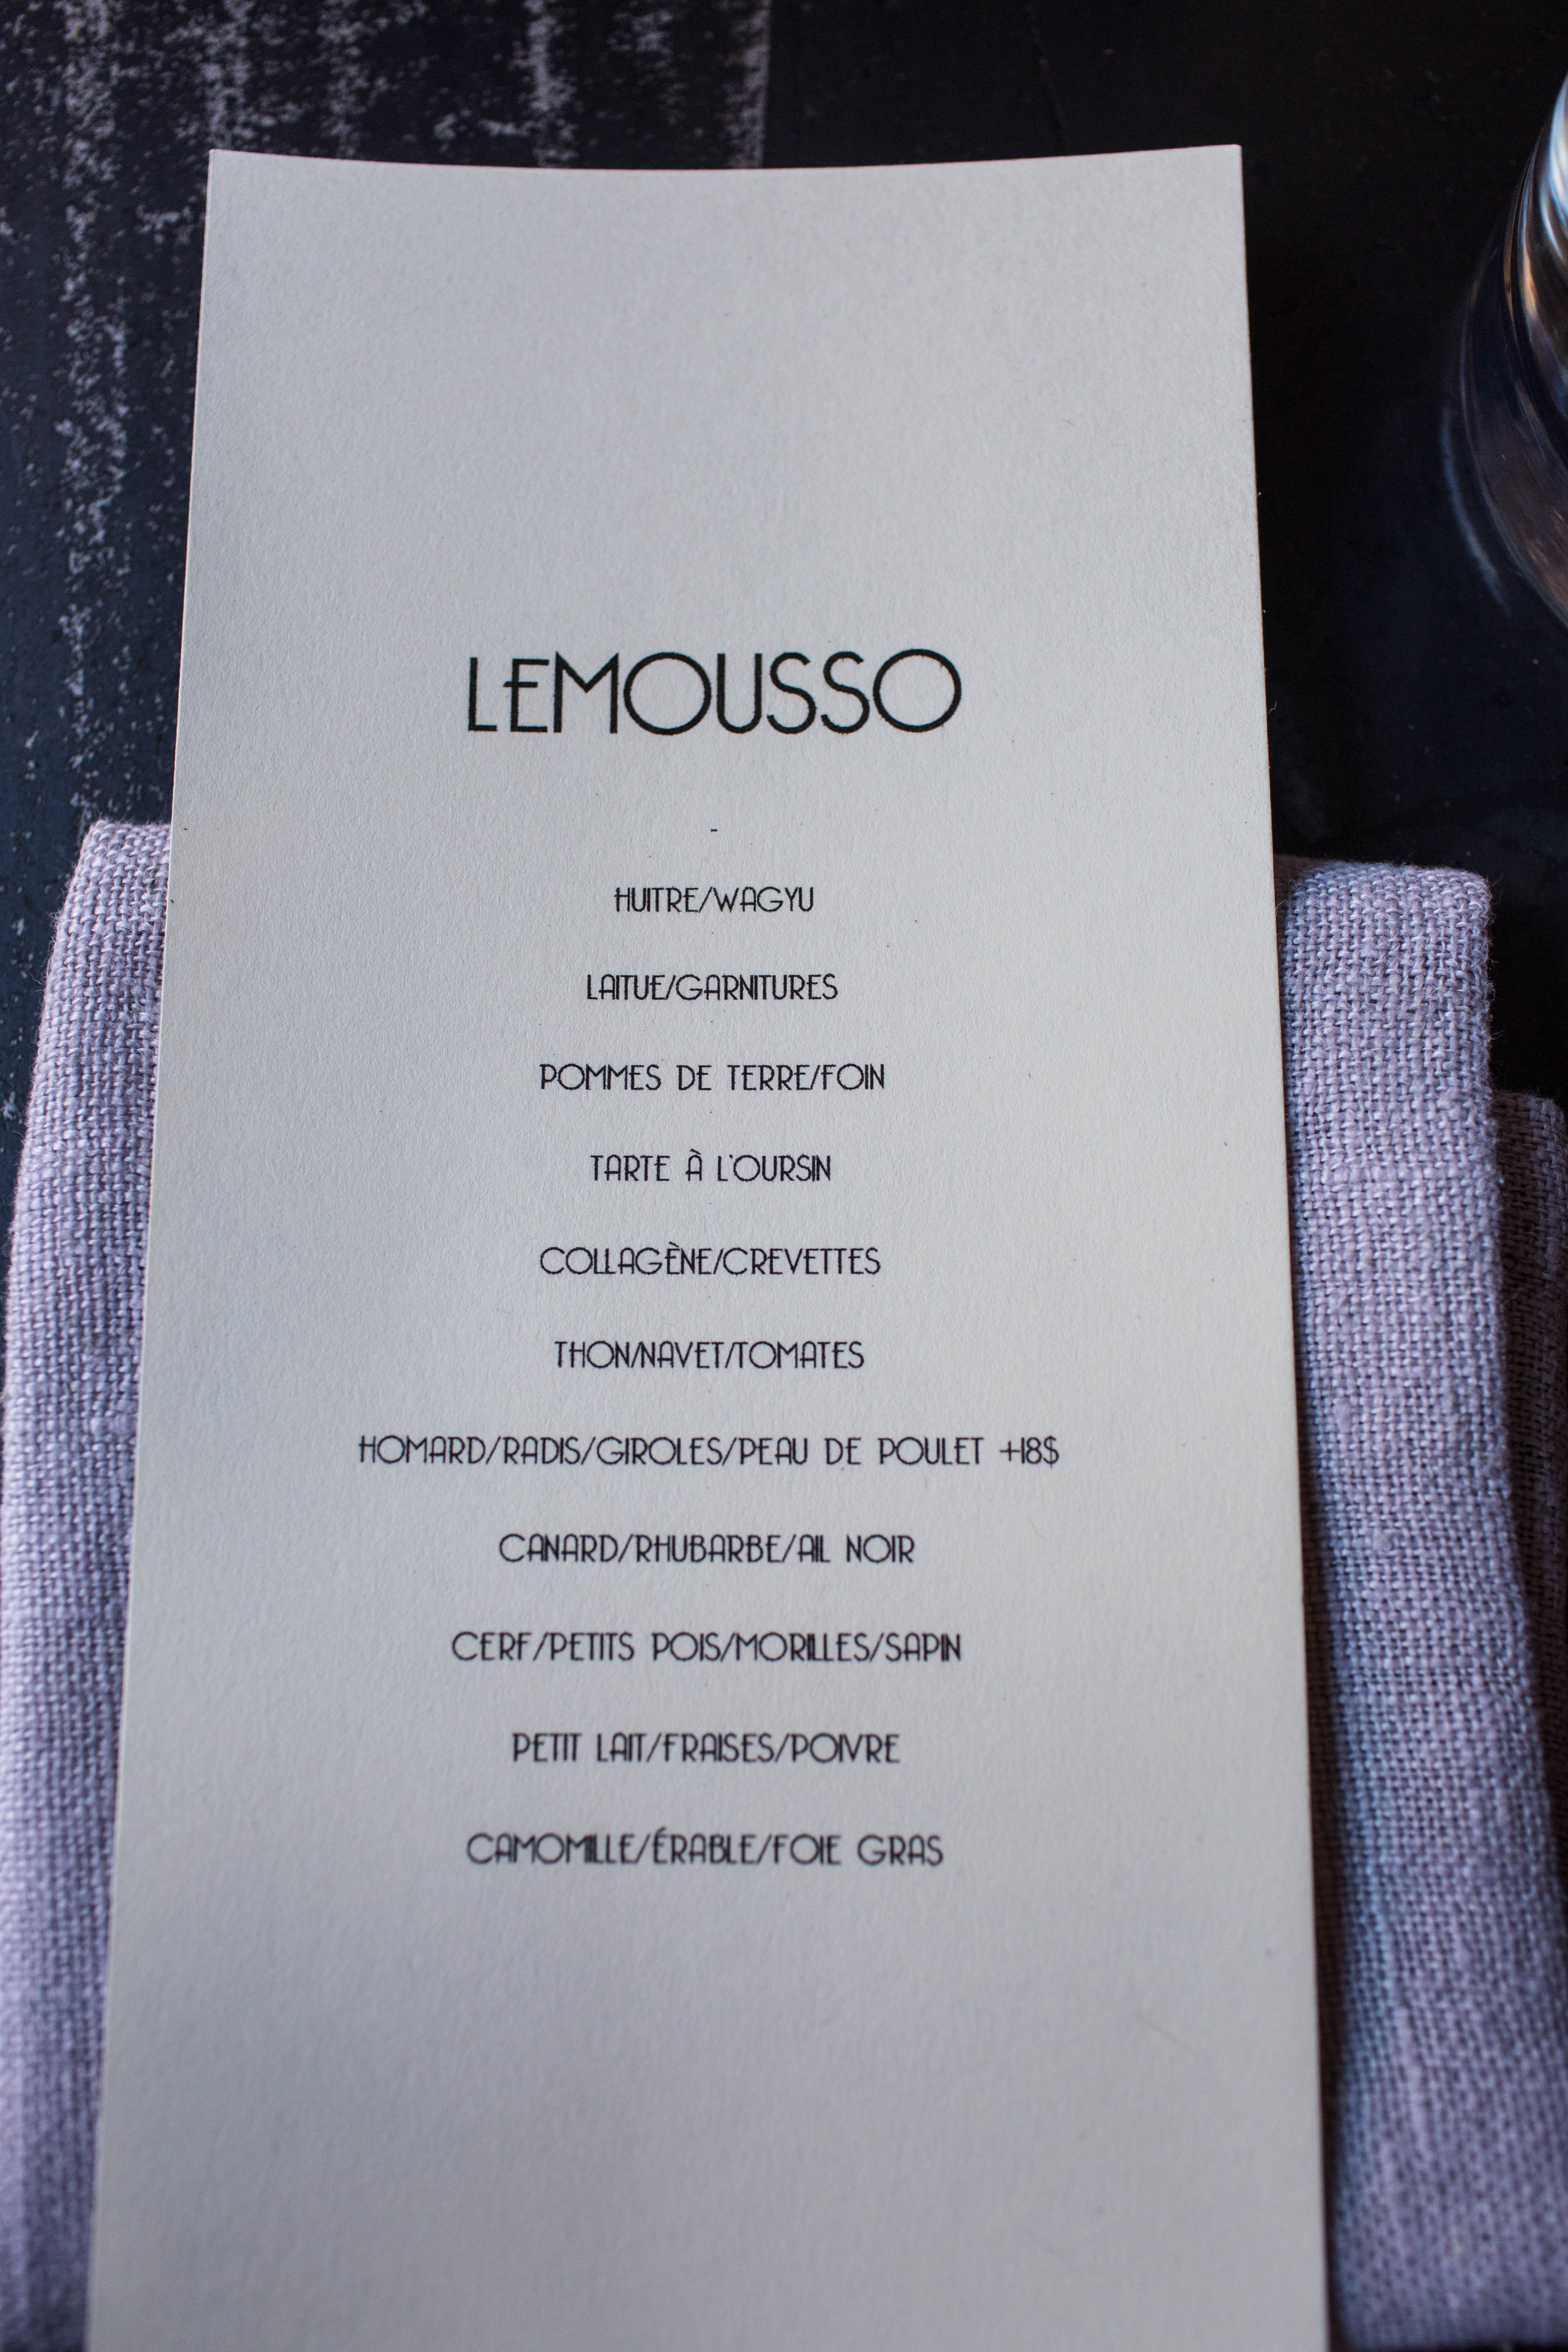 LEMOUSSO
-
HUITRE/WAGYU
LAITUE/GARNITURES
POMMES DE TERRE/FOIN
TARTE À L'OURSIN
COLLAGÈNE/CREVETTES
THON/NAVET/TOMATES
HOMARD/RADIS/GIROLES/PEAU DE POULET +18$
CANARD/RHUBARBE/AIL NOIR
CERF/PETITS POIS/MORILLES/SAPIN
PETIT LAIT/FRAISES/POIVRE
CAMOMILLE/ÉRABLE/FOIE GRAS